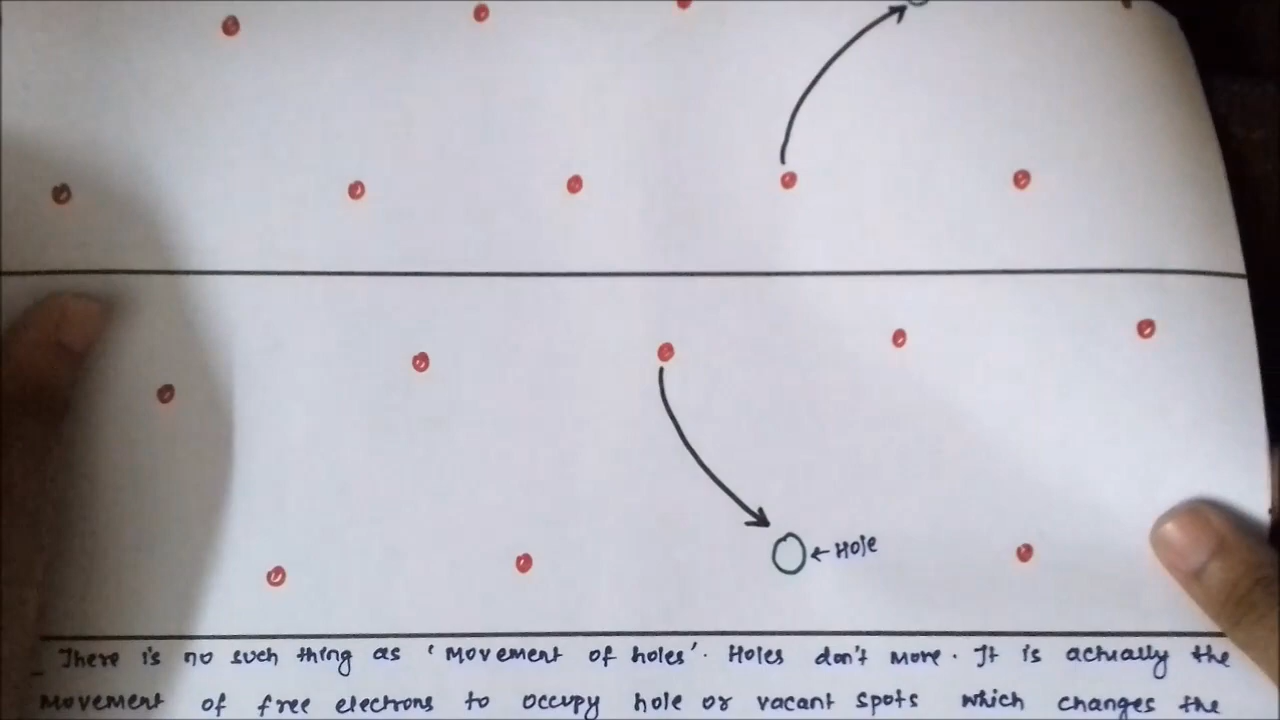 ← Hole
There is no such thing as 'movement of holes'. Holes don't more. It is actually the
movement of free electrons to occupy hole or vacant spots which changes the